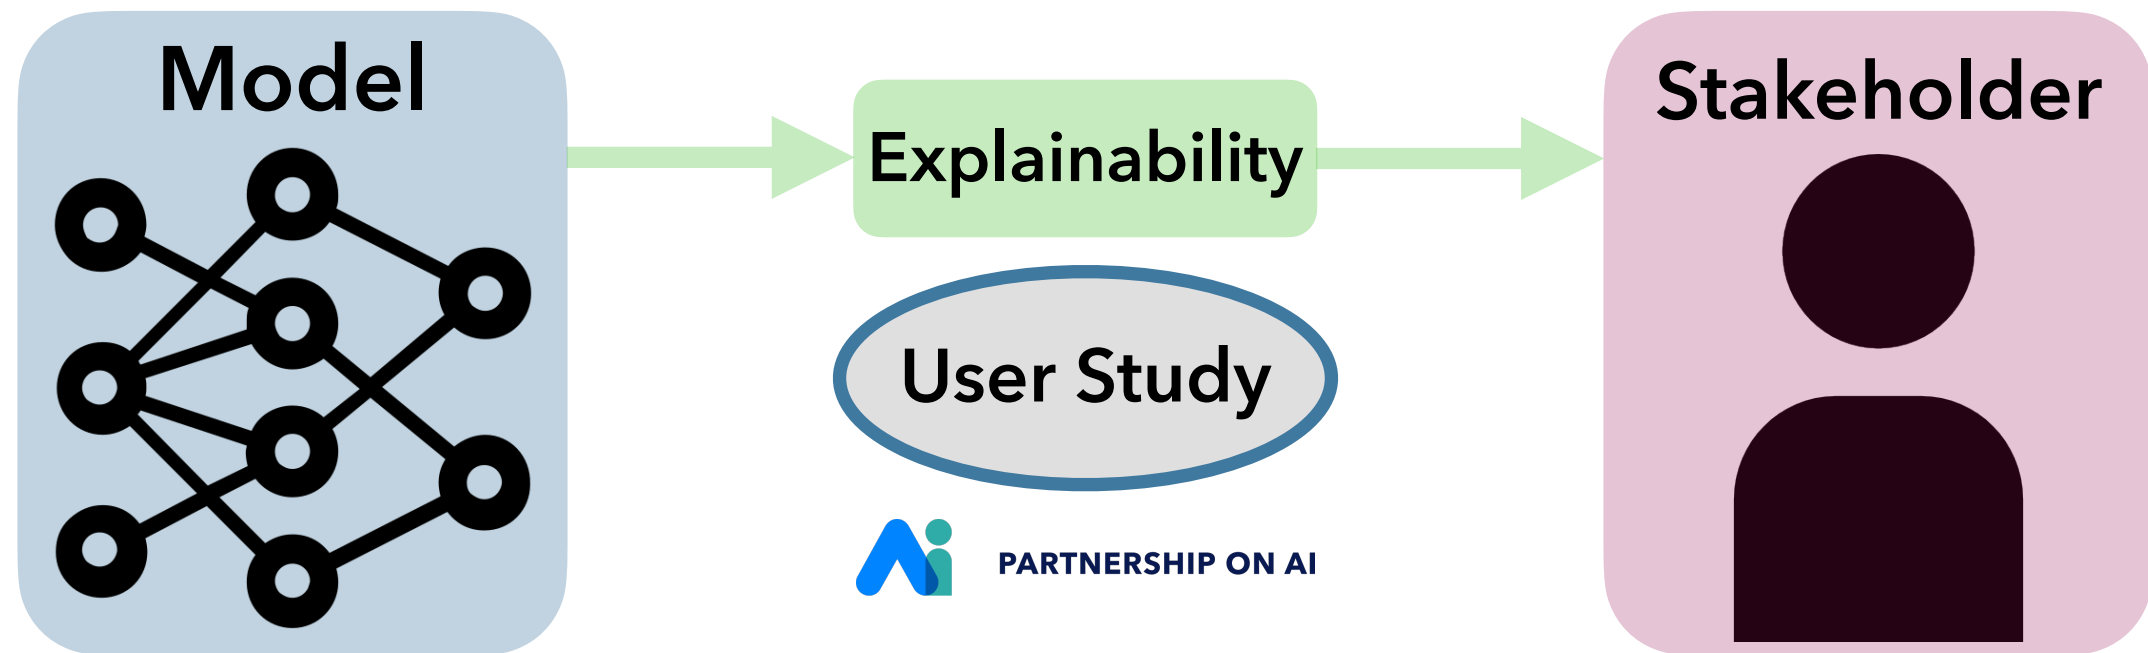 Model
Explainability
Stakeholder
User Study
PARTNERSHIP ON AI